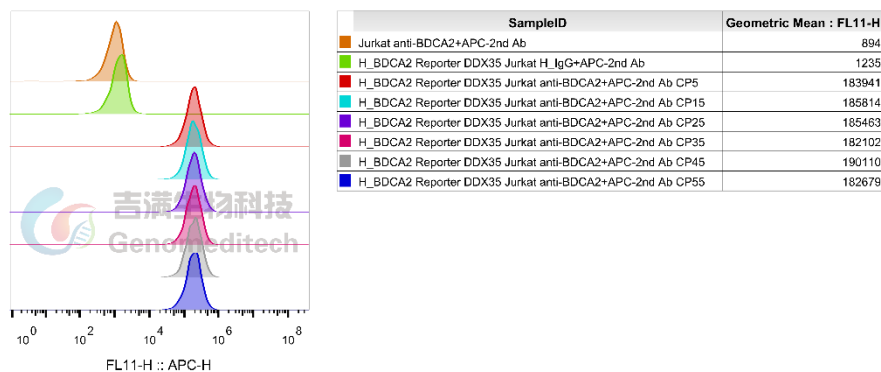 SampleID Geometric Mean : FL11-H
Jurkat anti-BDCA2+APC-2nd Ab 894
H_BDCA2 Reporter DDX35 Jurkat H_IgG+APC-2nd Ab 1235
H_BDCA2 Reporter DDX35 Jurkat anti-BDCA2+APC-2nd Ab CP5 183941
H_BDCA2 Reporter DDX35 Jurkat anti-BDCA2+APC-2nd Ab CP15 185814
H_BDCA2 Reporter DDX35 Jurkat anti-BDCA2+APC-2nd Ab CP25 185463
H_BDCA2 Reporter DDX35 Jurkat anti-BDCA2+APC-2nd Ab CP35 182102
H_BDCA2 Reporter DDX35 Jurkat anti-BDCA2+APC-2nd Ab CP45 190110
H_BDCA2 Reporter DDX35 Jurkat anti-BDCA2+APC-2nd Ab CP55 182679
吉满生物科技
Genomeditech
10^0 10^2 10^4 10^6 10^8
FL11-H :: APC-H